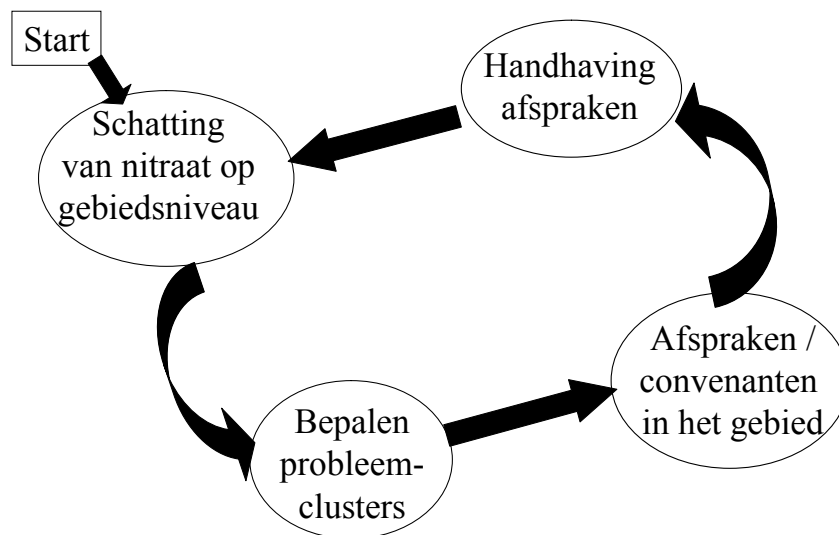 Start
Schatting
van nitraat op
gebiedsniveau
Handhaving
afspraken
Bepalen
probleem-
clusters
Afspraken /
convenanten
in het gebied